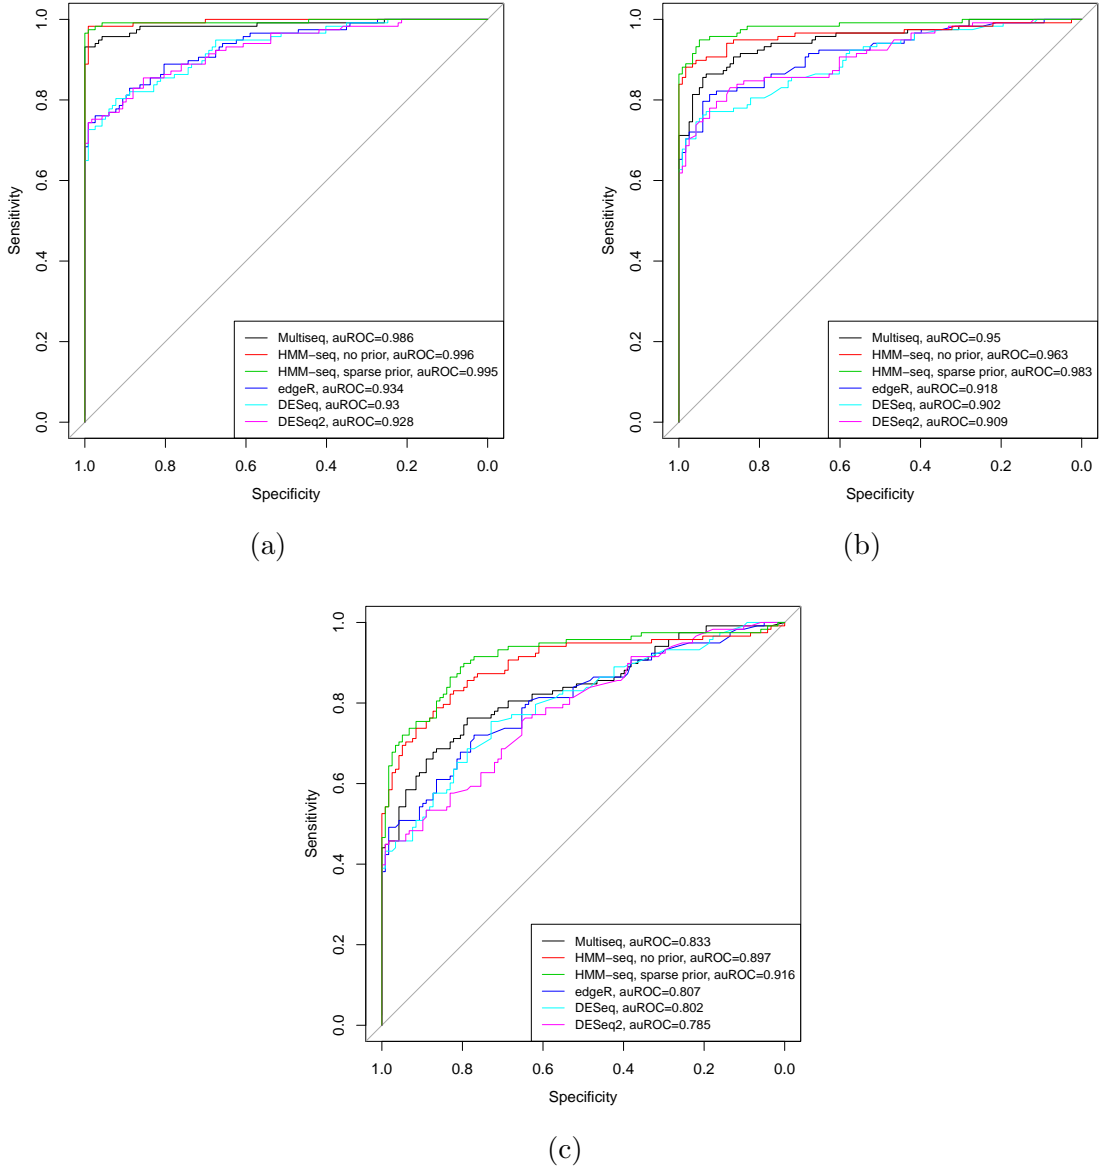 1.0
0.8
0.6
0.4
0.2
0.0
Sensitivity
Multiseq, auROC=0.986
HMM−seq, no prior, auROC=0.996
HMM−seq, sparse prior, auROC=0.995
edgeR, auROC=0.934
DESeq, auROC=0.93
DESeq2, auROC=0.928
1.0 0.8 0.6 0.4 0.2 0.0
Specificity
(a)
1.0
0.8
0.6
0.4
0.2
0.0
Sensitivity
Multiseq, auROC=0.95
HMM−seq, no prior, auROC=0.963
HMM−seq, sparse prior, auROC=0.983
edgeR, auROC=0.918
DESeq, auROC=0.902
DESeq2, auROC=0.909
1.0 0.8 0.6 0.4 0.2 0.0
Specificity
(b)
1.0
0.8
0.6
0.4
0.2
0.0
Sensitivity
Multiseq, auROC=0.833
HMM−seq, no prior, auROC=0.897
HMM−seq, sparse prior, auROC=0.916
edgeR, auROC=0.807
DESeq, auROC=0.802
DESeq2, auROC=0.785
1.0 0.8 0.6 0.4 0.2 0.0
Specificity
(c)